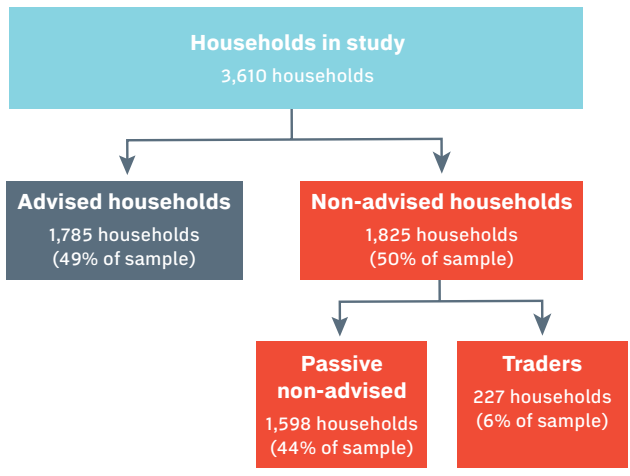 Households in study
3,610 households
Advised households
1,785 households
(49% of sample)
Non-advised households
1,825 households
(50% of sample)
Passive
non-advised
1,598 households
(44% of sample)
Traders
227 households
(6% of sample)